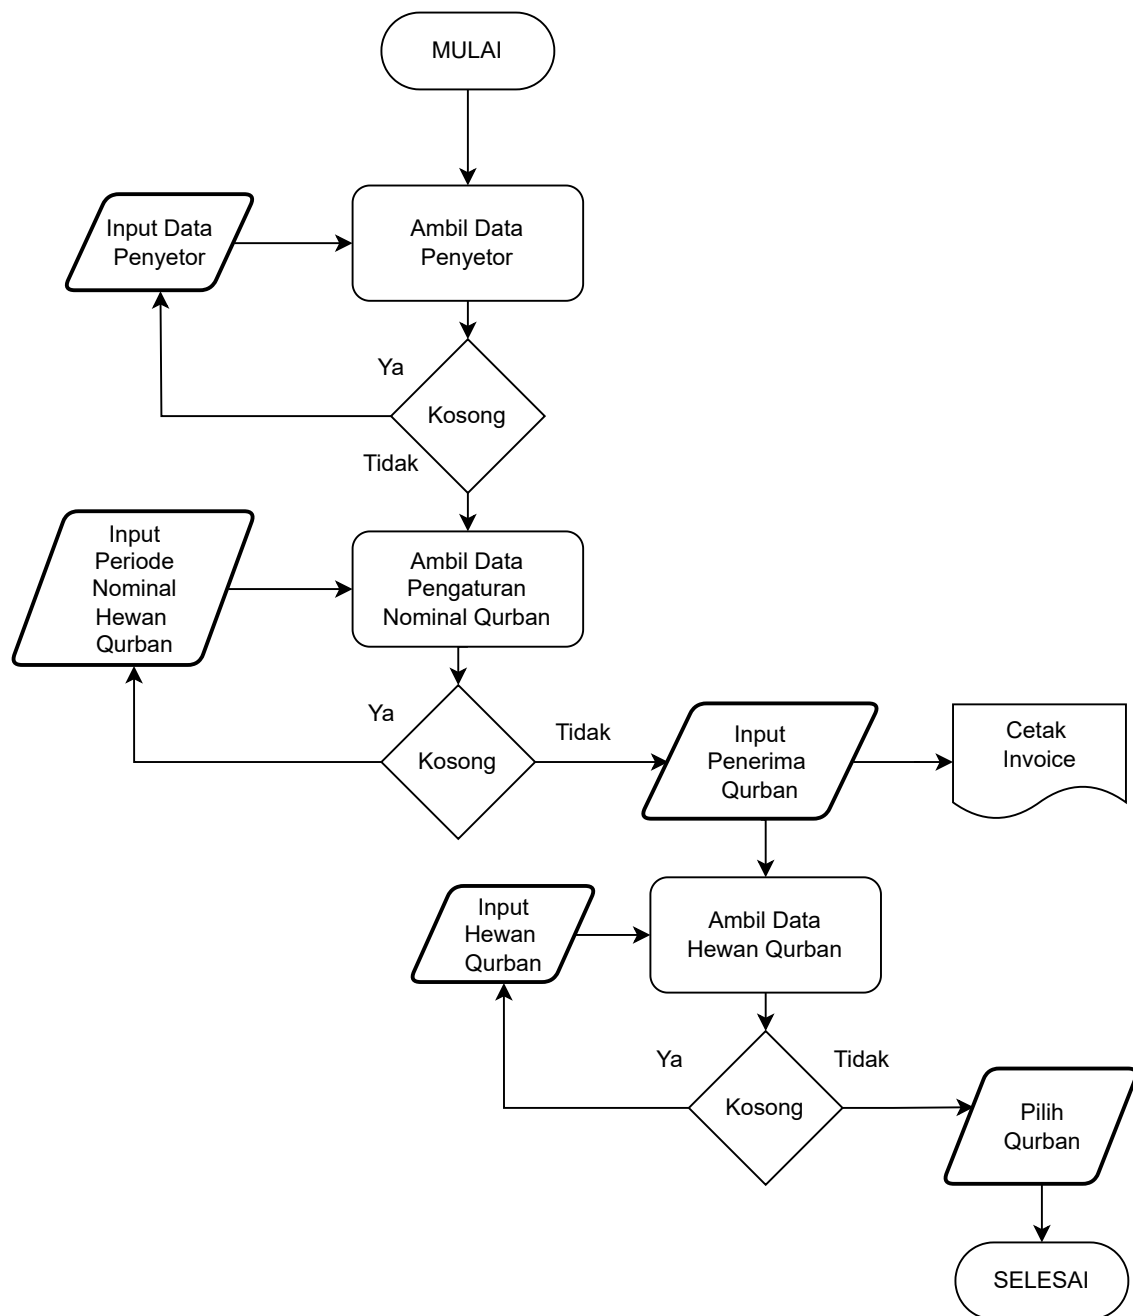 MULAI
Input Data
Penyetor
Ambil Data
Penyetor
Ya
Kosong
Tidak
Input
Periode
Nominal
Hewan
Qurban
Ambil Data
Pengaturan
Nominal Qurban
Ya
Kosong
Tidak
Input
Penerima
Qurban
Cetak
Invoice
Input
Hewan
Qurban
Ambil Data
Hewan Qurban
Ya
Kosong
Tidak
Pilih
Qurban
SELESAI